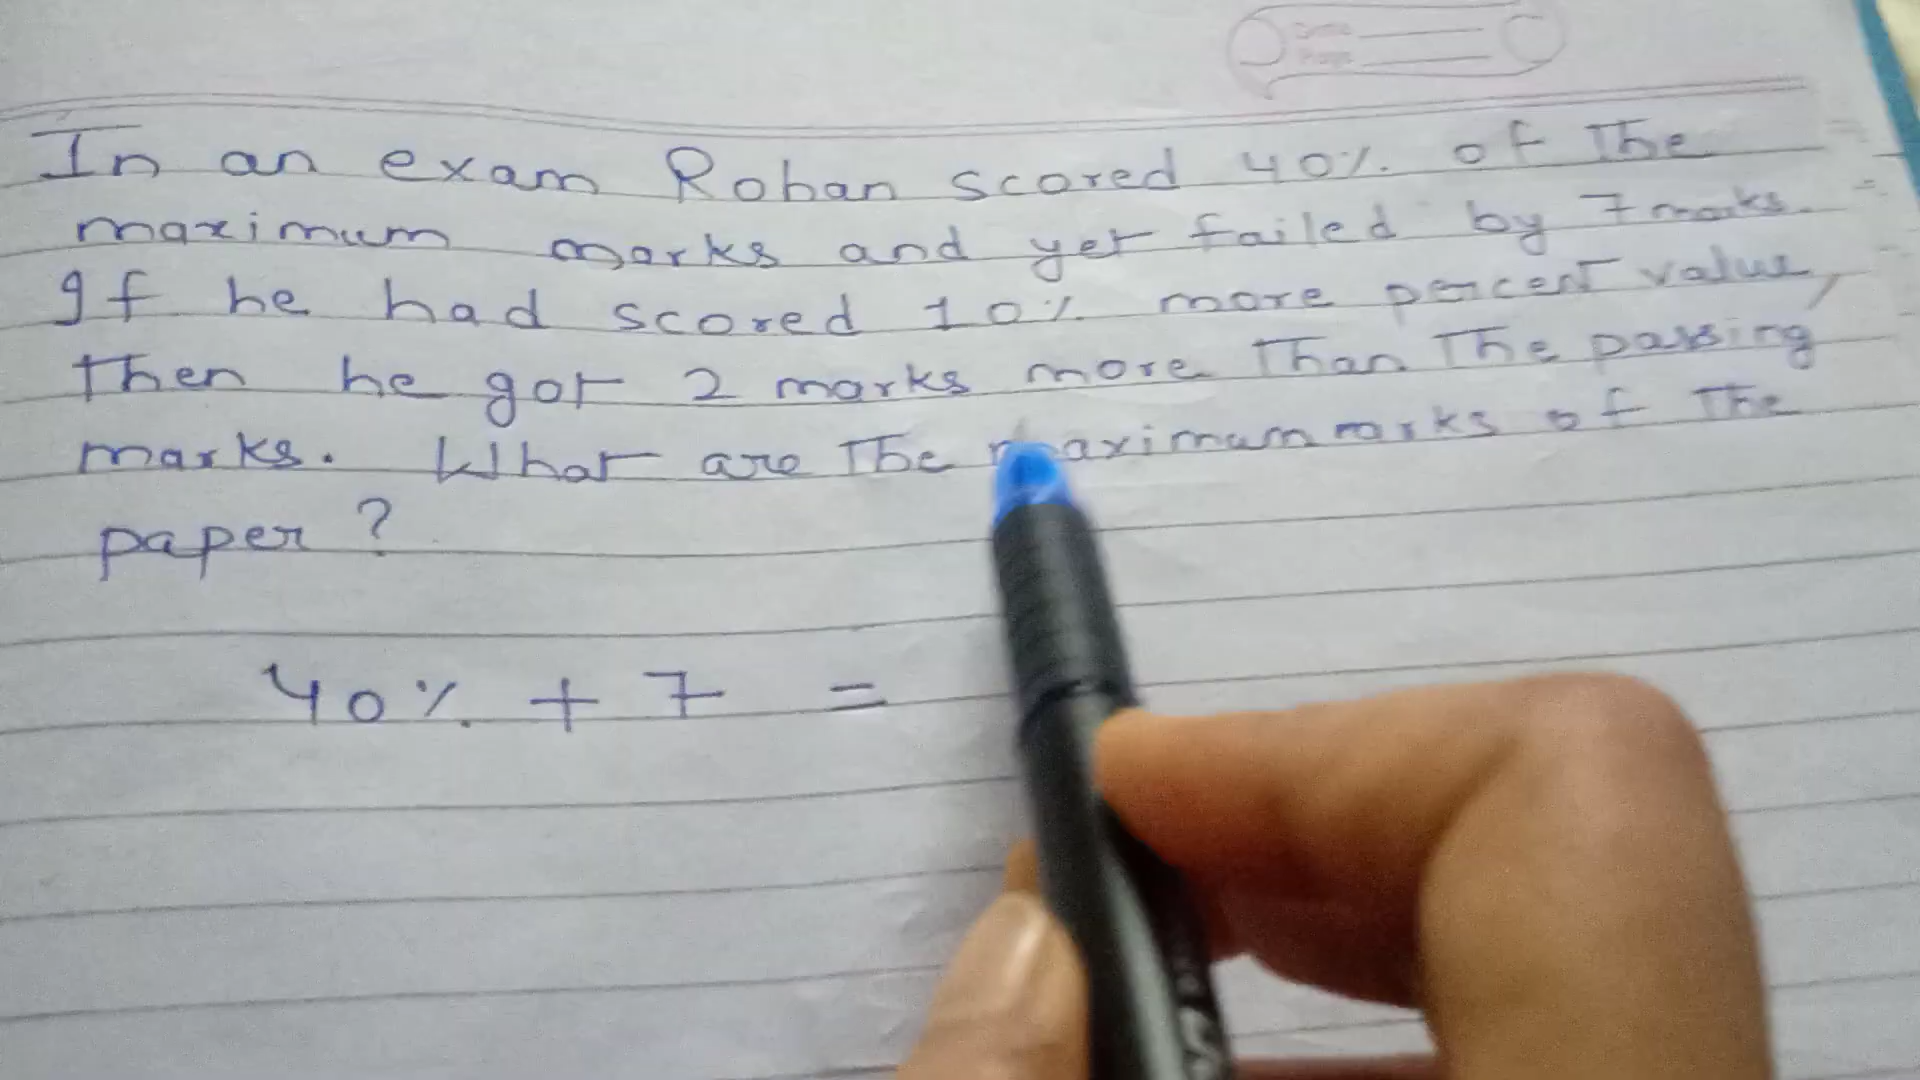 In an exam Rohan scored 40% of The
maximum marks and yet failed by 7 marks.
If he had scored 10% more percent value,
Then he got 2 marks more Than The passing
marks. What are The maximum marks of The
paper ?
40% + 7 =